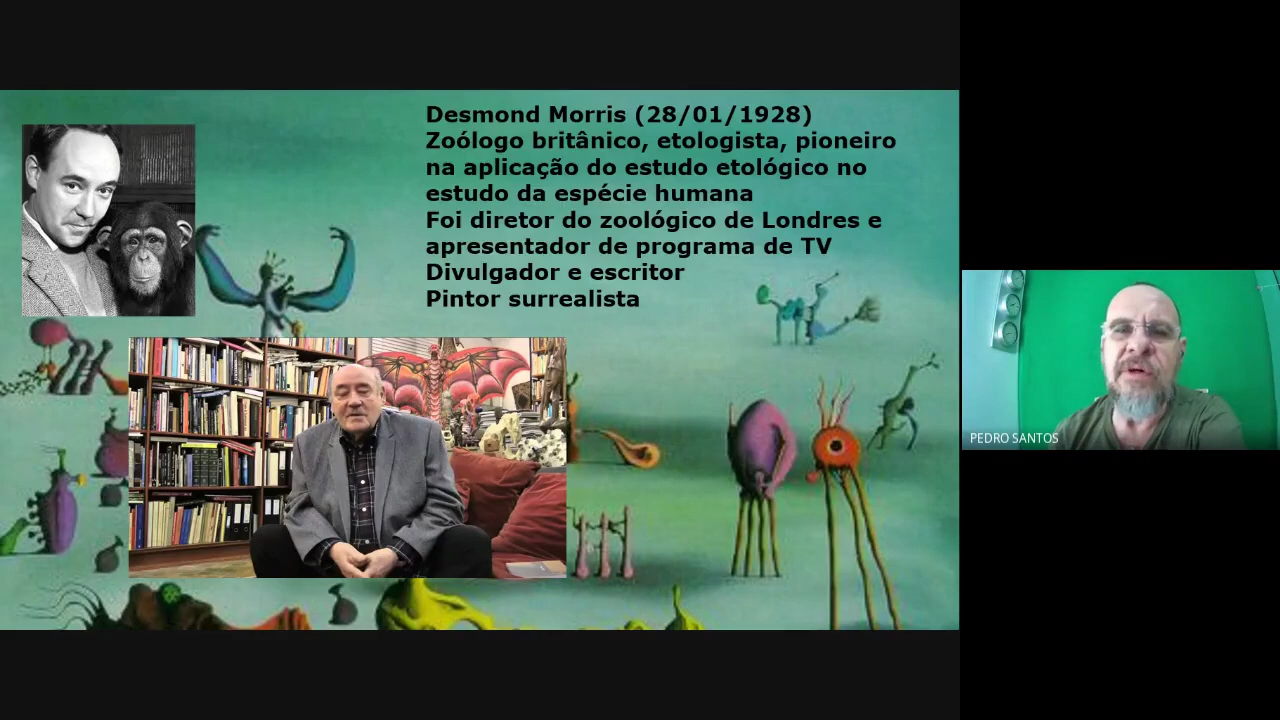 Desmond Morris (28/01/1928)
Zoólogo britânico, etologista, pioneiro
na aplicação do estudo etológico no
estudo da espécie humana
Foi diretor do zoológico de Londres e
apresentador de programa de TV
Divulgador e escritor
Pintor surrealista
PEDRO SANTOS